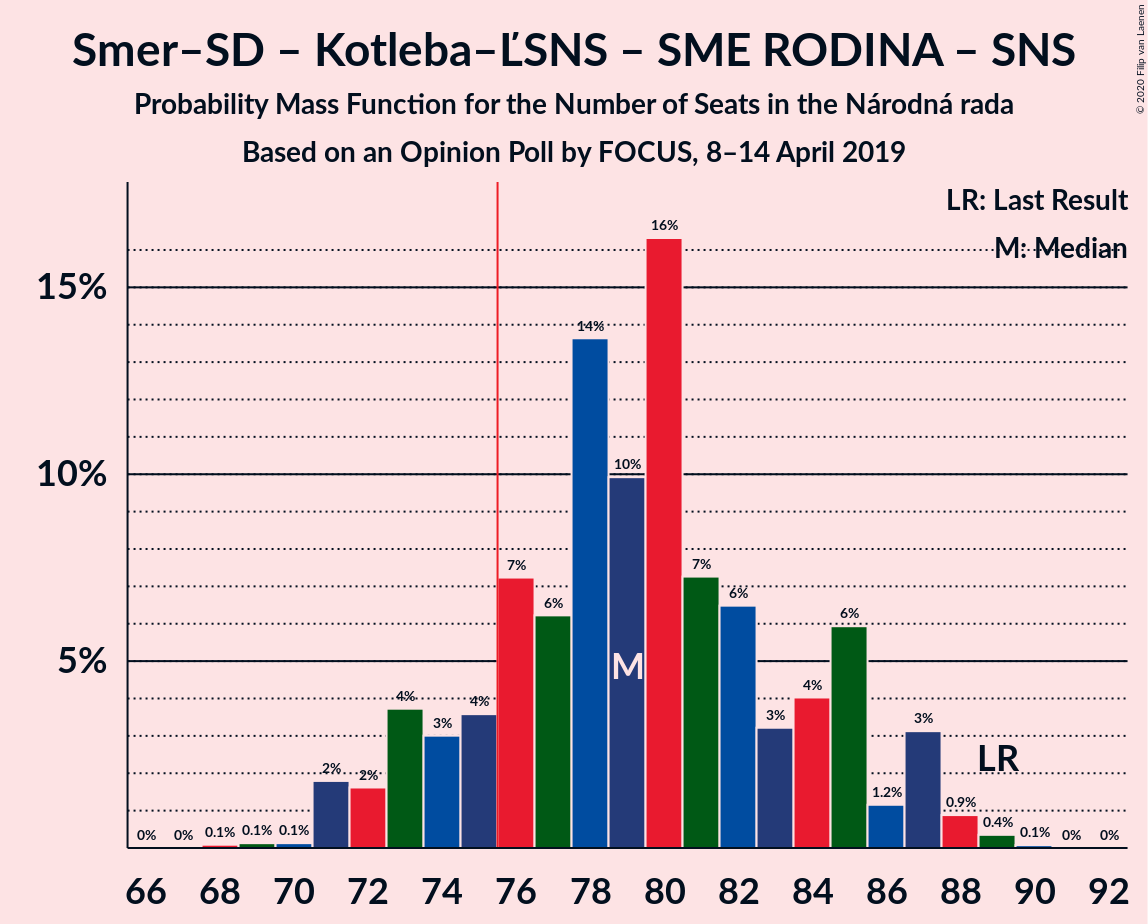 Smer–SD – Kotleba–ĽSNS – SME RODINA – SNS
Probability Mass Function for the Number of Seats in the Národná rada
Based on an Opinion Poll by FOCUS, 8–14 April 2019
© 2020 Filip van Laenen
LR: Last Result
M: Median
15%
10%
5%
0% 0% 0.1% 0.1% 0.1% 2% 2% 4% 3% 4% 7% 6% 14% 10% 16% 7% 6% 3% 4% 6% 1.2% 3% 0.9% 0.4% 0.1% 0% 0%
M
LR
66 68 70 72 74 76 78 80 82 84 86 88 90 92